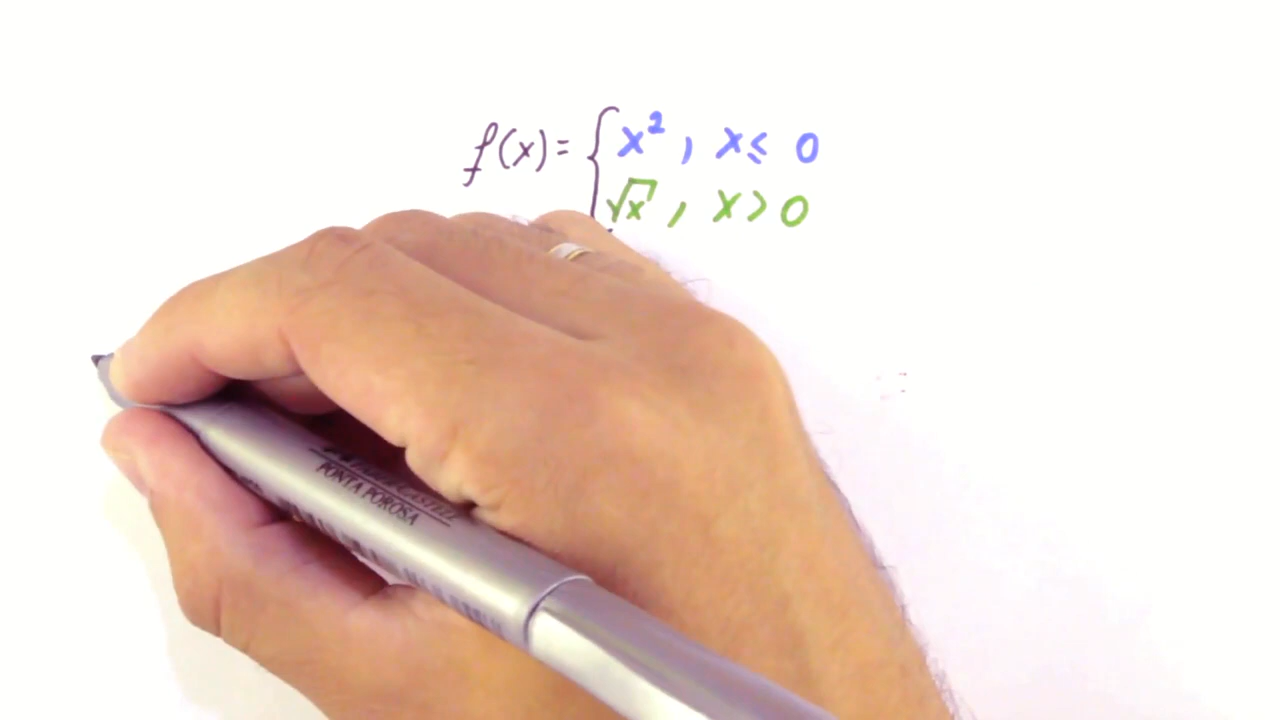 f(x)= { x², x≤ 0
√x, x>0
PONTA POROSA